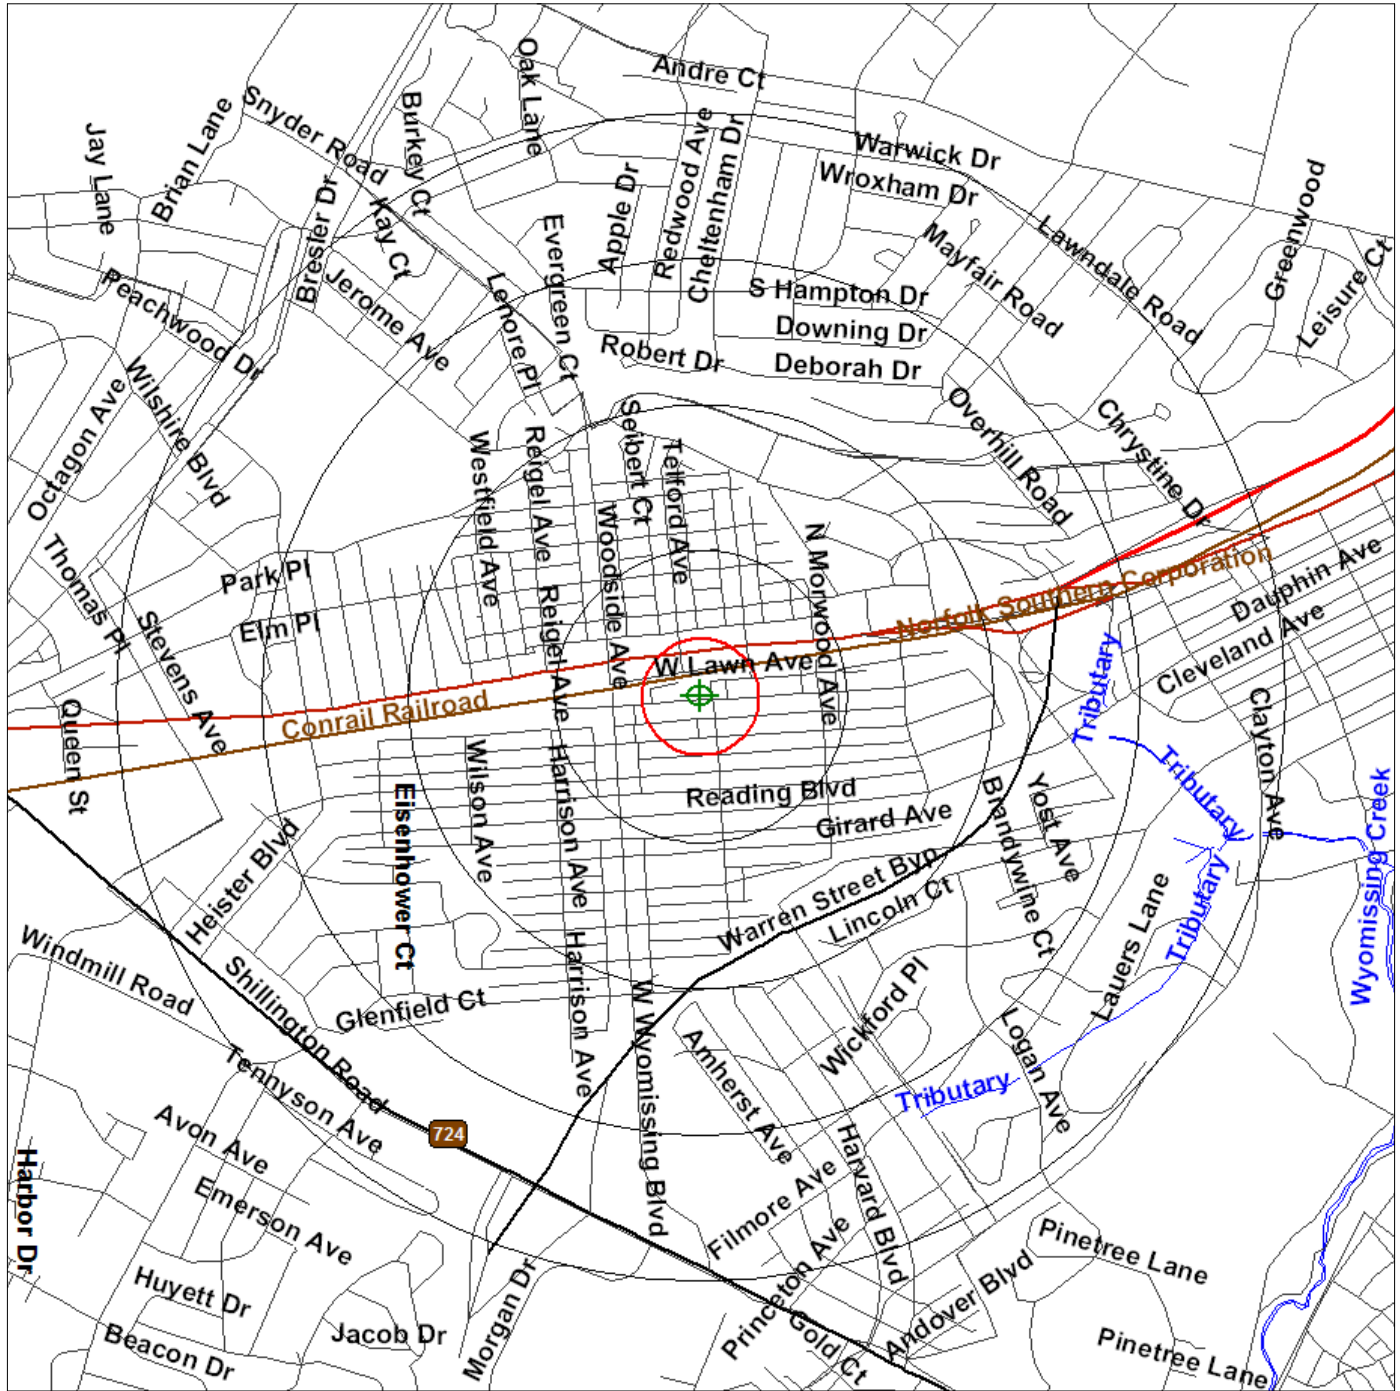 Andre Ct
Oak Lane
Burkey Ct
Snyder Road
Brian Lane
Jay Lane
Redwood Ave
Cheltenham Dr
Apple Dr
Warwick Dr
Wroxham Dr
Greenwood
Leisure Ct
Lawndale Road
Mayfair Road
Kay Ct
Bresler Dr
Evergreen Ct
Jerome Ave
Lenore Pl
Peachwood Dr
S Hampton Dr
Downing Dr
Deborah Dr
Robert Dr
Wilshire Blvd
Octagon Ave
Overhill Road
Chrystine Dr
Seibert Ct
Telford Ave
Reigel Ave
Westfield Ave
Woodside Ave
N Morwood Ave
Thomas Pl
Park Pl
Elm Pl
Stevens Ave
Reigel Ave
Norfolk Southern Corporation
Dauphin Ave
Cleveland Ave
W Lawn Ave
Tributary
Conrail Railroad
Queen St
Clayton Ave
Tributary
Wilson Ave
Harrison Ave
Eisenhower Ct
Reading Blvd
Girard Ave
Brandywine Ct
Yost Ave
Wyomissing Creek
Heister Blvd
Warren Street Byp
Lincoln Ct
Tributary
Lauers Lane
Windmill Road
Shillington Road
Glenfield Ct
Harrison Ave
W Wyomissing Blvd
Wickford Pl
Logan Ave
Amherst Ave
Tributary
Tennyson Ave
724
Avon Ave
Harbor Dr
Emerson Ave
Harvard Blvd
Filmore Ave
Princeton Ave
Pinetree Lane
Andover Blvd
Huyett Dr
Morgan Dr
Jacob Dr
Beacon Dr
Gold Ct
Pinetree Lane